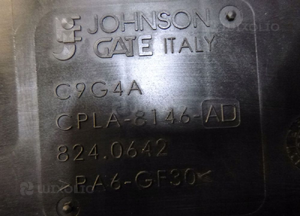 JOHNSON
GATE ITALY
C9G4A
CPLA-8146-AD
824.0642
>PA6-GF30<